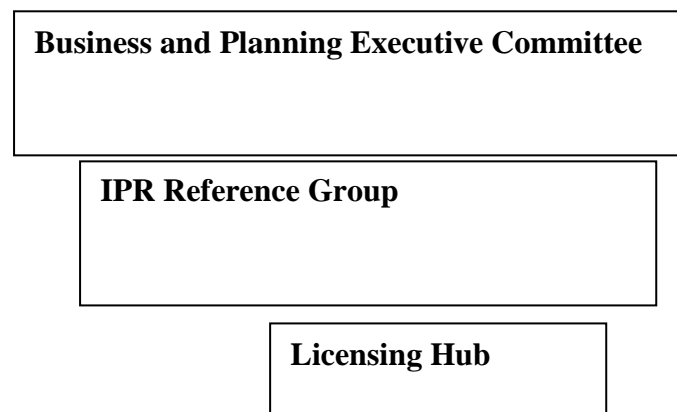 Business and Planning Executive Committee
IPR Reference Group
Licensing Hub